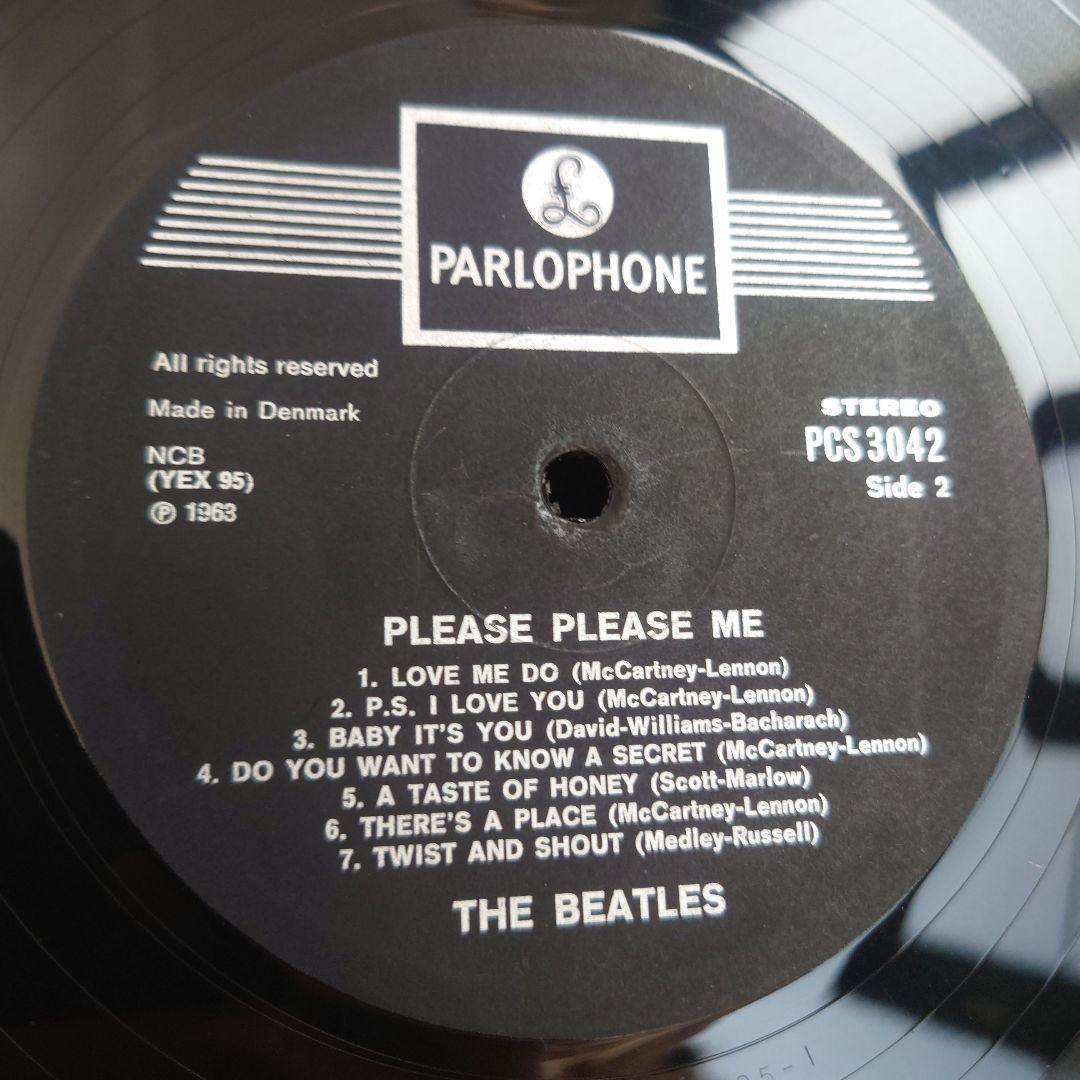 £
PARLOPHONE
All rights reserved
Made in Denmark
NCB
(YEX 95)
Ⓟ 1963
STEREO
PCS 3042
Side 2
PLEASE PLEASE ME
1. LOVE ME DO (McCartney-Lennon)
2. P.S. I LOVE YOU (McCartney-Lennon)
3. BABY IT'S YOU (David-Williams-Bacharach)
4. DO YOU WANT TO KNOW A SECRET (McCartney-Lennon)
5. A TASTE OF HONEY (Scott-Marlow)
6. THERE'S A PLACE (McCartney-Lennon)
7. TWIST AND SHOUT (Medley-Russell)
THE BEATLES